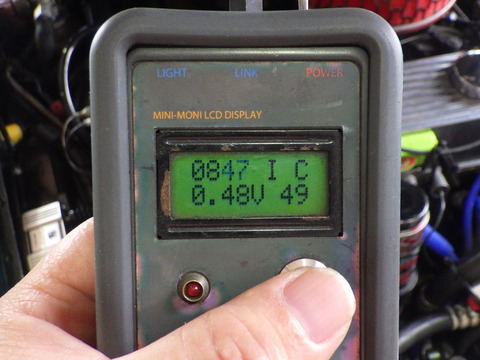 LIGHT LINK POWER
MINI-MONI LCD DISPLAY
0847 I C
0.48V 49